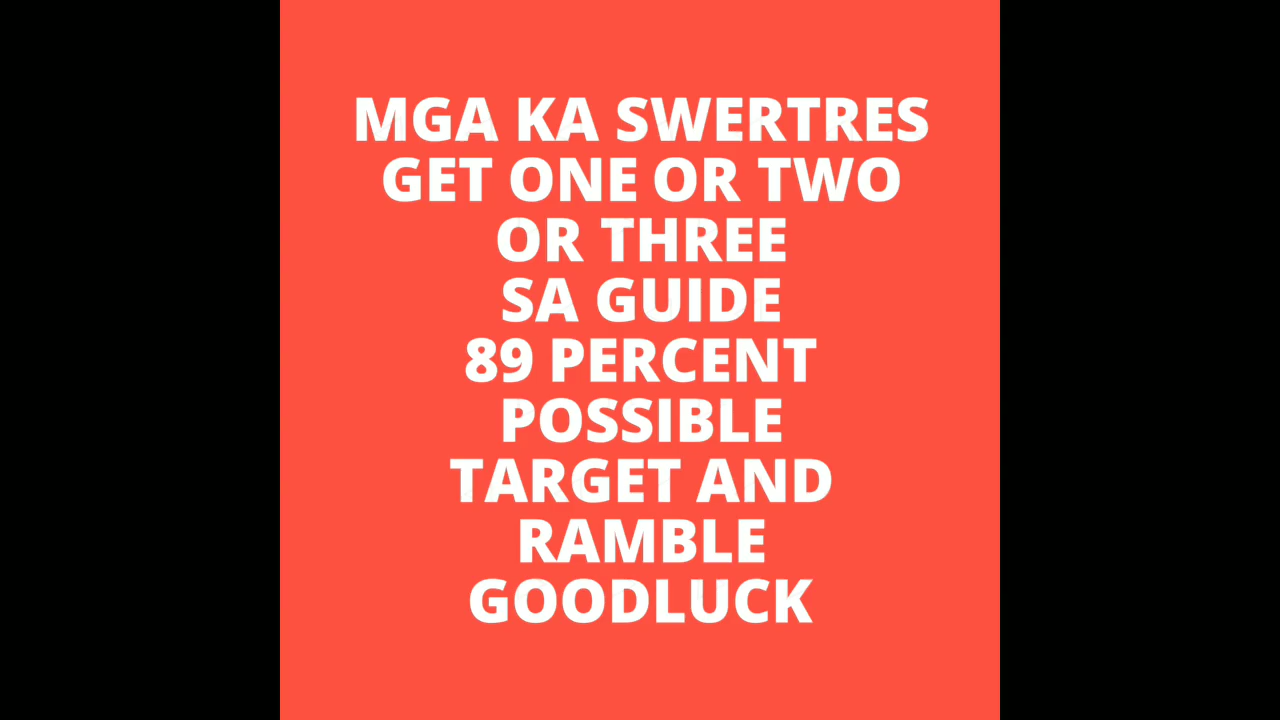 MGA KA SWERTRES
GET ONE OR TWO
OR THREE
SA GUIDE
89 PERCENT
POSSIBLE
TARGET AND
RAMBLE
GOODLUCK